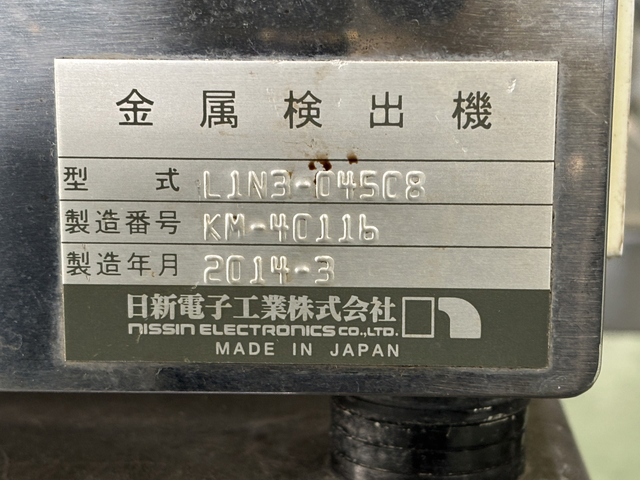 金属検出機
型式 L1N3-045C8
製造番号 KM-40116
製造年月 2014-3
日新電子工業株式会社
NISSIN ELECTRONICS CO.,LTD.
MADE IN JAPAN